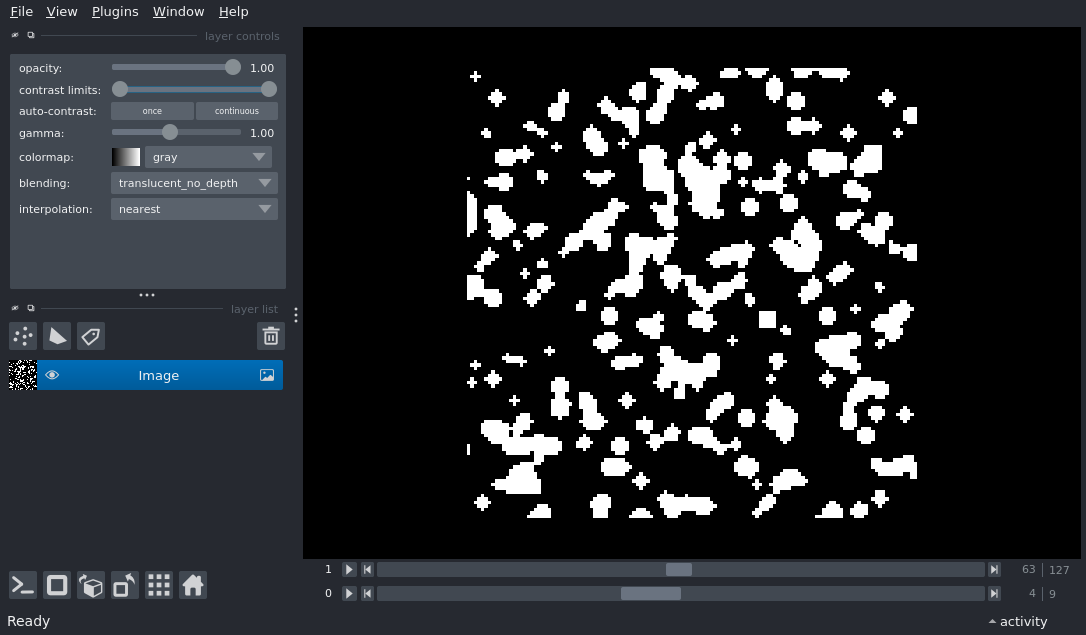 File View Plugins Window Help
layer controls
opacity: 1.00
contrast limits:
auto-contrast: once continuous
gamma: 1.00
colormap: gray
blending: translucent_no_depth
interpolation: nearest
layer list
Image
1 63 127
0 4 9
Ready activity